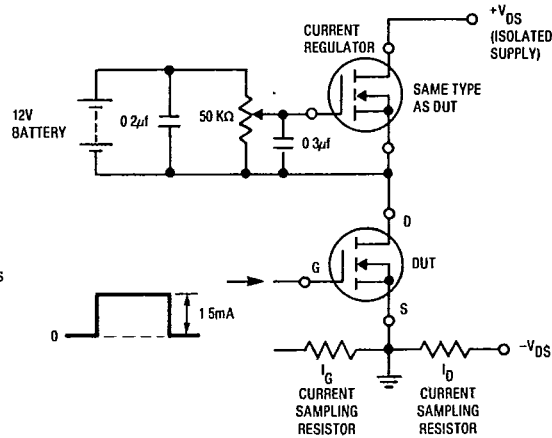 +VDS
(ISOLATED
SUPPLY)
CURRENT
REGULATOR
SAME TYPE
AS DUT
12V
BATTERY
0 2μf
50 KΩ
0 3μf
D
G
DUT
S
S
1 5mA
0
IG
CURRENT
SAMPLING
RESISTOR
ID
CURRENT
SAMPLING
RESISTOR
-VDS